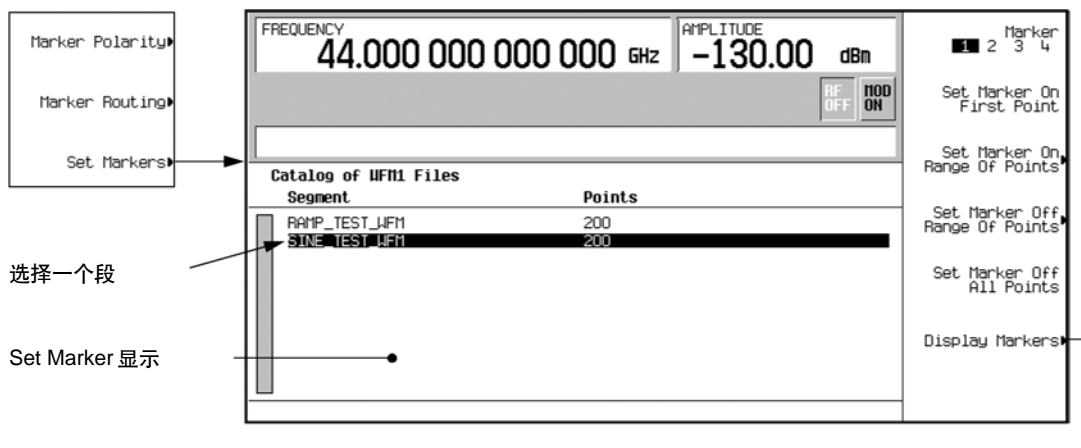 Marker Polarity
Marker Routing
Set Markers
选择一个段
Set Marker 显示
FREQUENCY
44.000 000 000 000 GHz
AMPLITUDE
-130.00 dBm
RF
OFF
MOD
ON
Catalog of WFM1 Files
Segment Points
RAMP_TEST_WFM 200
SINE_TEST_WFM 200
Marker
1 2 3 4
Set Marker On
First Point
Set Marker On
Range Of Points
Set Marker Off
Range Of Points
Set Marker Off
All Points
Display Markers